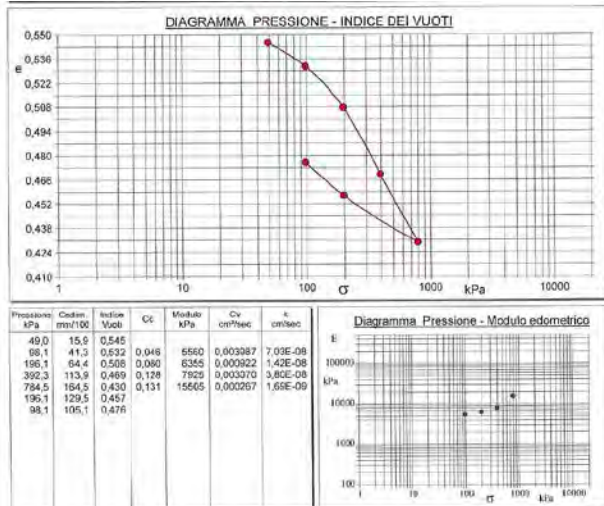 DIAGRAMMA PRESSIONE - INDICE DEI VUOTI
0,550
e
0,536
0,522
0,508
0,494
0,480
0,466
0,452
0,438
0,424
0,410
1 10 100 1000 10000
σ kPa
Pressione kPa Cedim. mm/100 Indice Vuoti Cc Modulo kPa Cv cm²/sec k cm/sec
49,0 15,9 0,545
98,1 41,3 0,532 0,046 5560 0,003987 7,03E-08
196,1 64,4 0,508 0,080 6355 0,000922 1,42E-08
392,3 113,9 0,469 0,128 7925 0,003070 3,80E-08
784,5 164,5 0,430 0,131 15505 0,000267 1,69E-09
196,1 129,5 0,457
98,1 105,1 0,476
Diagramma Pressione - Modulo edometrico
E
100000
kPa
10000
1000
100
1 10 100 1000 10000
σ kPa